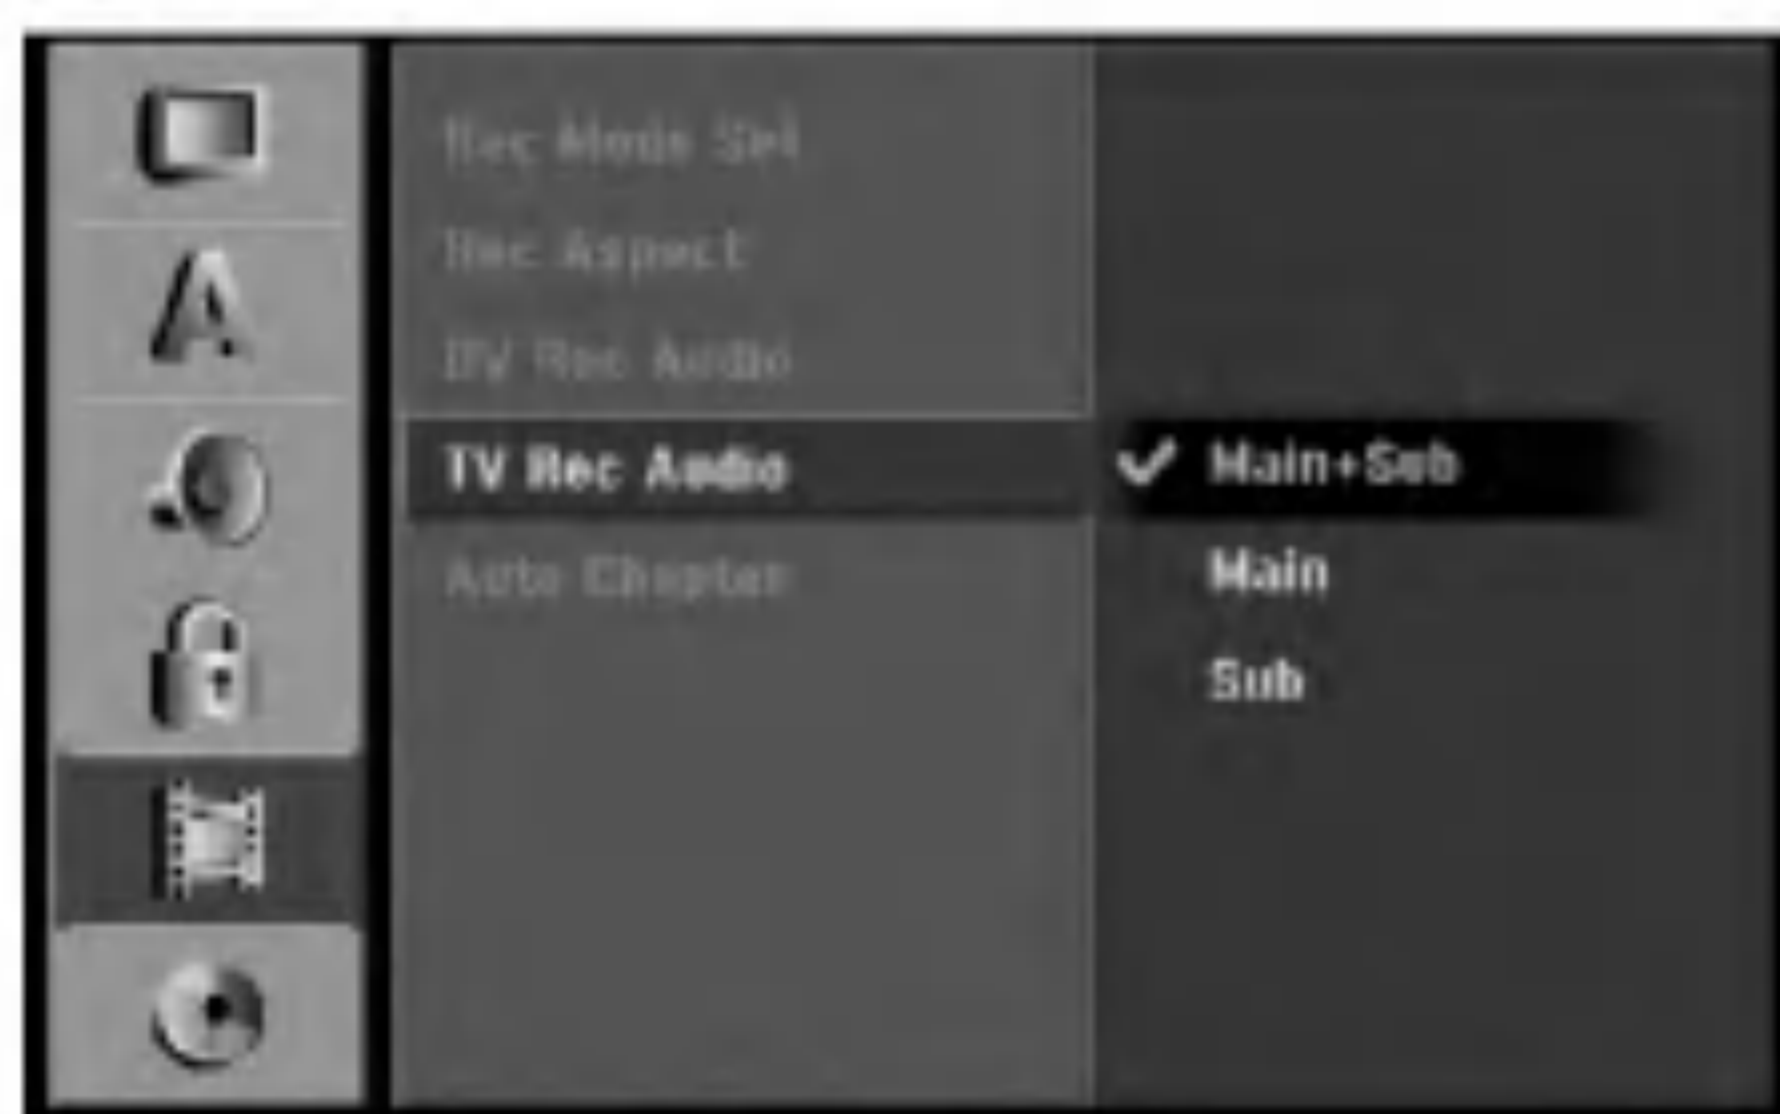 Rec Mode Set
Rec Aspect
DV Rec Audio
TV Rec Audio
✔ Main+Sub
Main
Auto Chapter
Sub